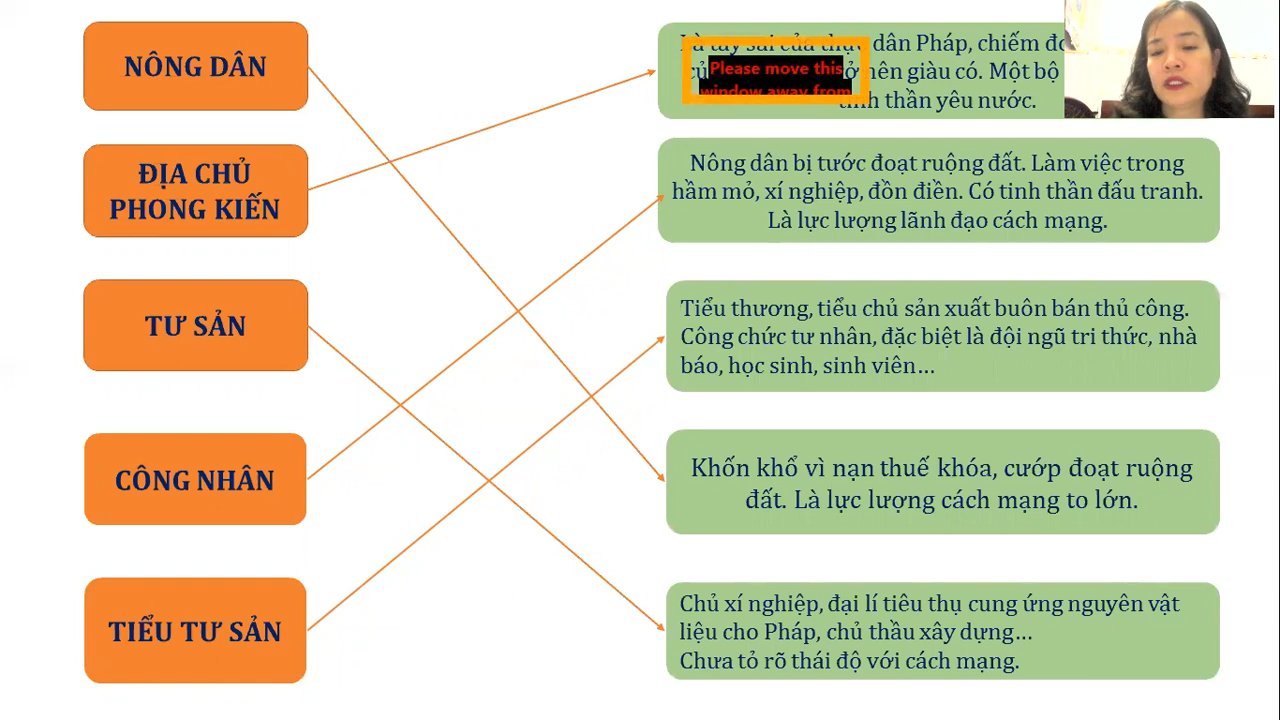 NÔNG DÂN
ĐỊA CHỦ
PHONG KIẾN
TƯ SẢN
CÔNG NHÂN
TIỂU TƯ SẢN
Là tay sai của thực dân Pháp, chiếm
Please move this
window away from
nên giàu có. Một bộ
tinh thần yêu nước.
Nông dân bị tước đoạt ruộng đất. Làm việc trong
hầm mỏ, xí nghiệp, đồn điền. Có tinh thần đấu tranh.
Là lực lượng lãnh đạo cách mạng.
Tiểu thương, tiểu chủ sản xuất buôn bán thủ công.
Công chức tư nhân, đặc biệt là đội ngũ tri thức, nhà
báo, học sinh, sinh viên...
Khốn khổ vì nạn thuế khóa, cướp đoạt ruộng
đất. Là lực lượng cách mạng to lớn.
Chủ xí nghiệp, đại lí tiêu thụ cung ứng nguyên vật
liệu cho Pháp, chủ thầu xây dựng...
Chưa tỏ rõ thái độ với cách mạng.